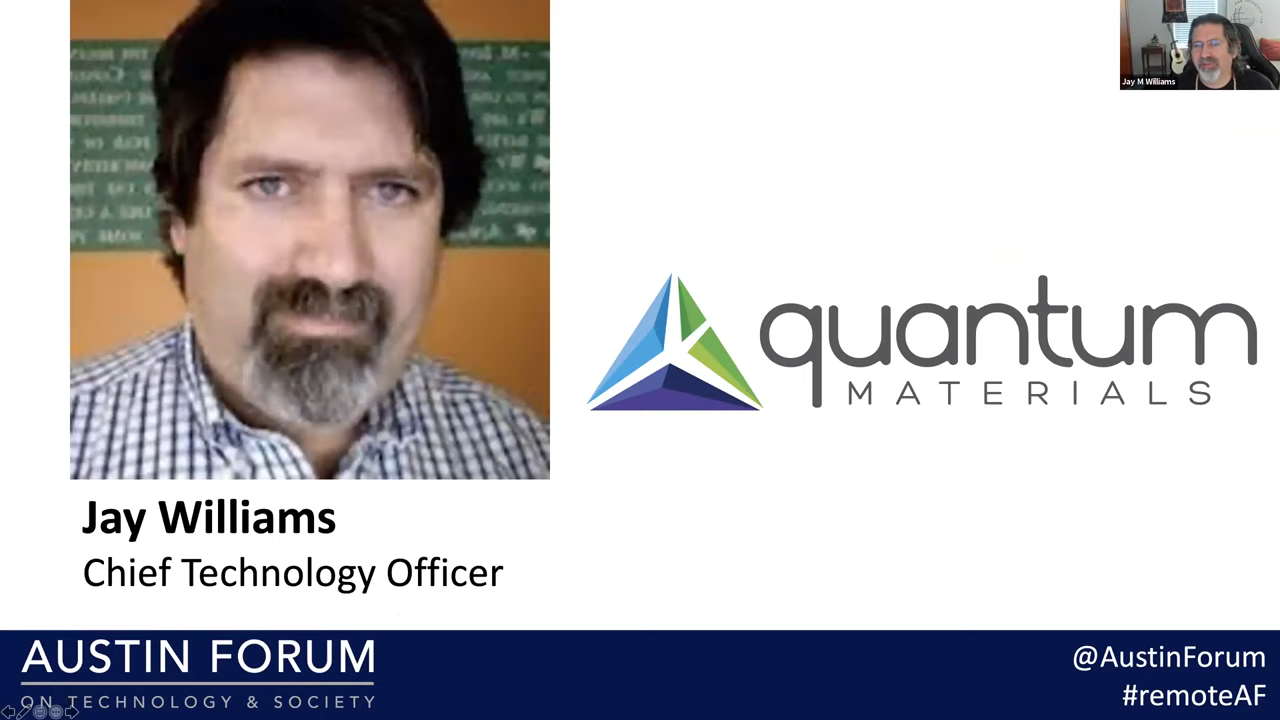 Jay M Williams
quantum
MATERIALS
Jay Williams
Chief Technology Officer
AUSTIN FORUM
ON TECHNOLOGY & SOCIETY
@AustinForum
#remoteAF